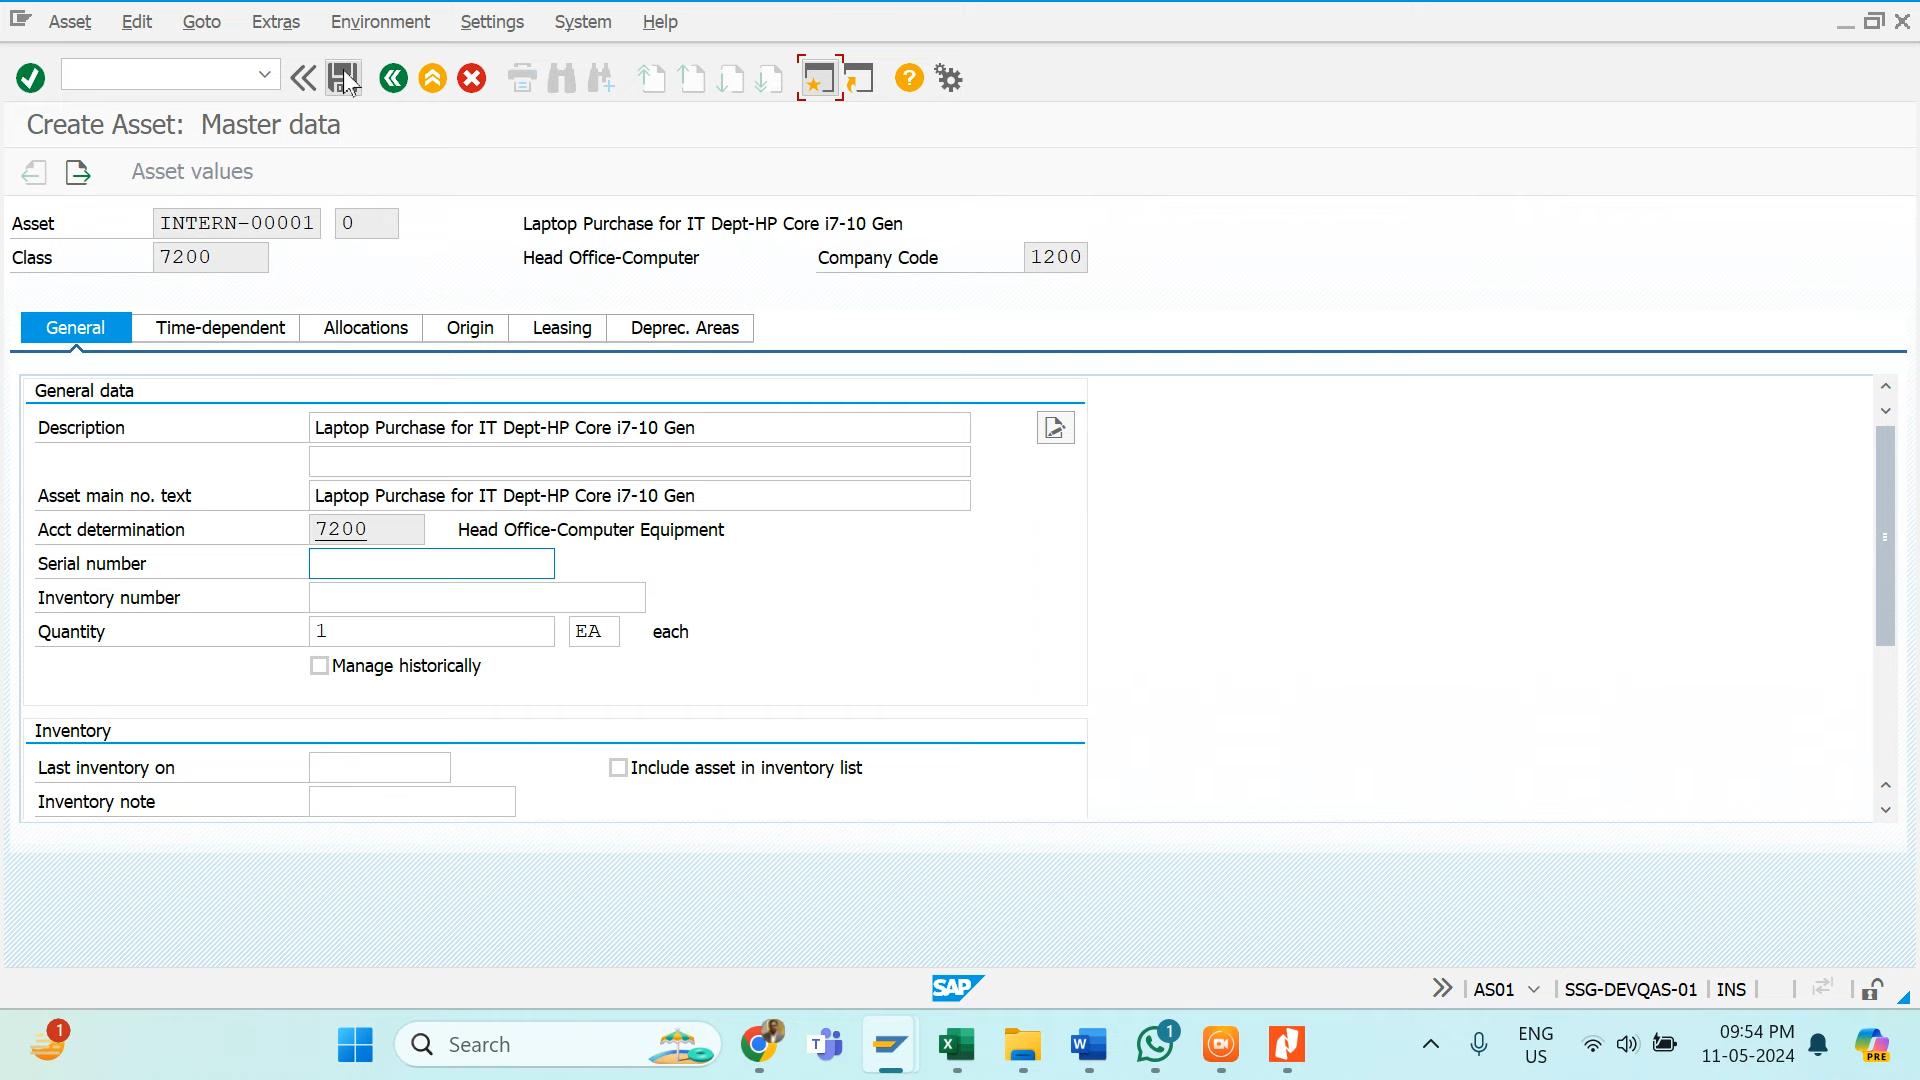 Asset Edit Goto Extras Environment Settings System Help
Create Asset: Master data
Asset values
Asset INTERN-00001 0 Laptop Purchase for IT Dept-HP Core i7-10 Gen
Class 7200 Head Office-Computer Company Code 1200
General Time-dependent Allocations Origin Leasing Deprec. Areas
General data
Description Laptop Purchase for IT Dept-HP Core i7-10 Gen
Asset main no. text Laptop Purchase for IT Dept-HP Core i7-10 Gen
Acct determination 7200 Head Office-Computer Equipment
Serial number
Inventory number
Quantity 1 EA each
Manage historically
Inventory
Last inventory on Include asset in inventory list
Inventory note
SAP AS01 SSG-DEVQAS-01 INS
1 Search 1 ENG 09:54 PM
US 11-05-2024 PRE